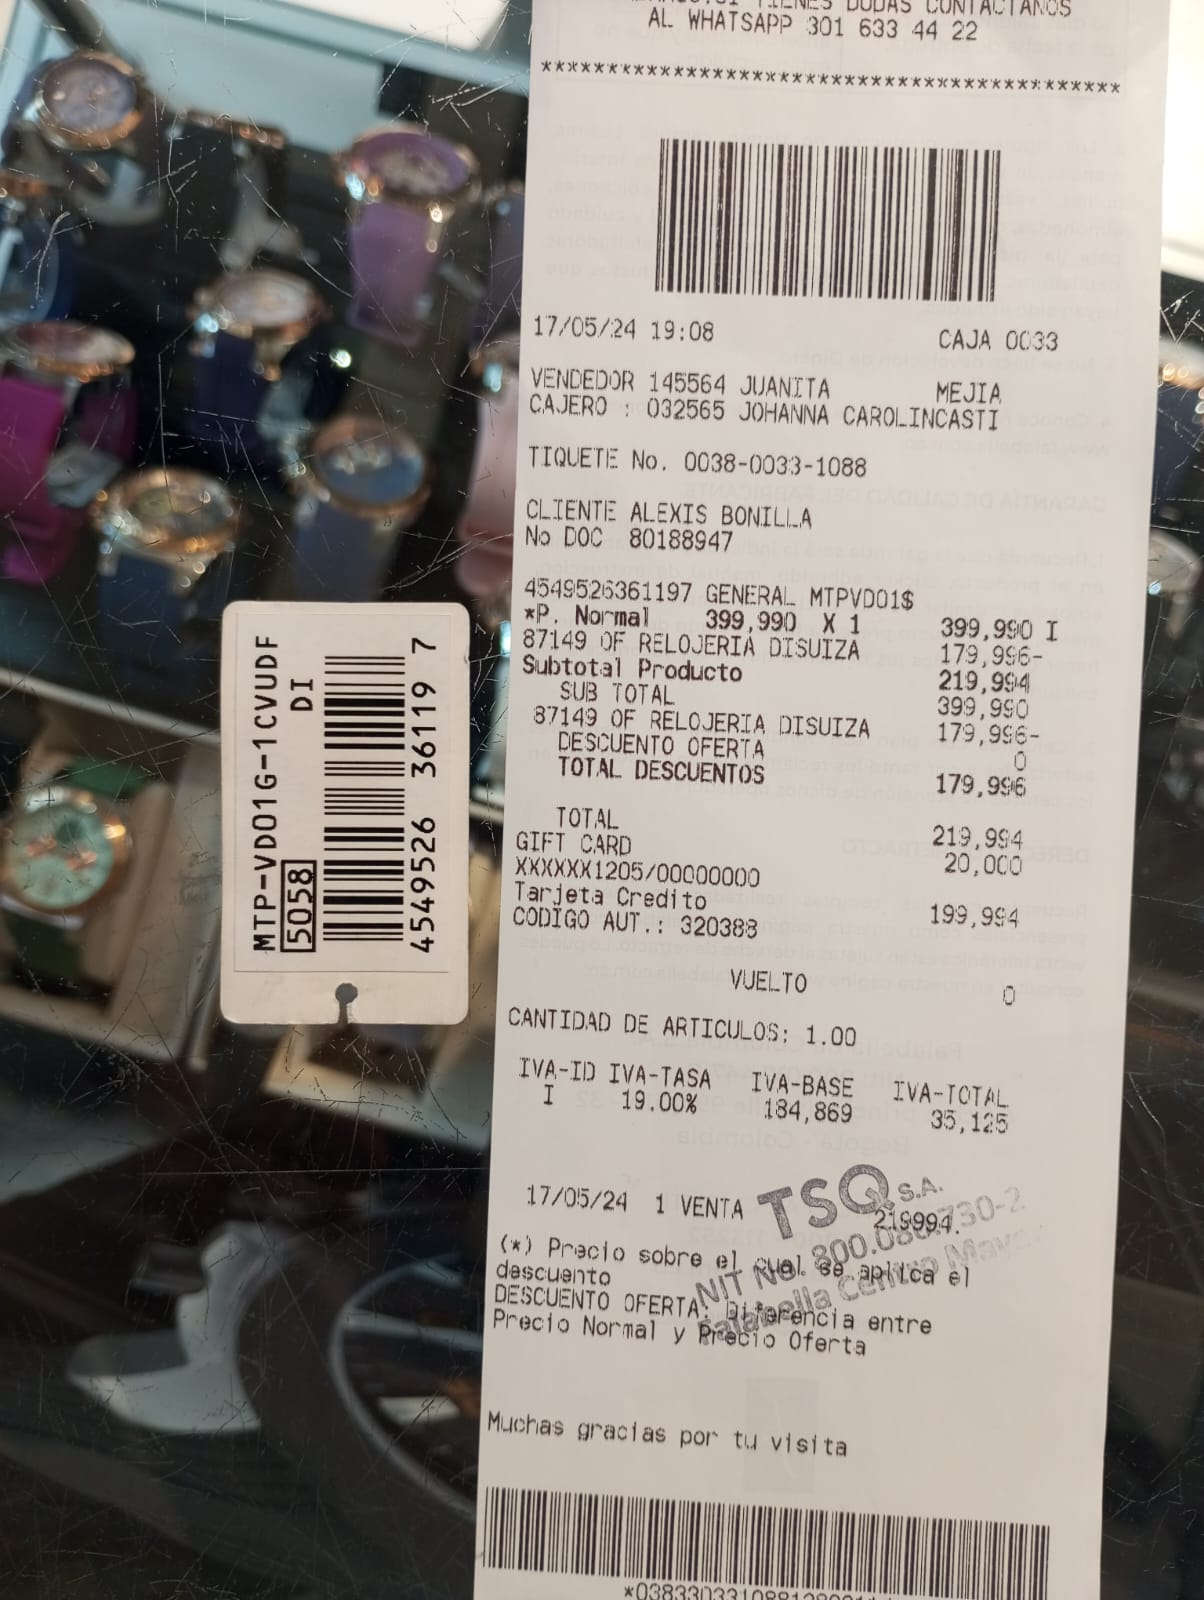 TIENES DUDAS CONTACTANOS
AL WHATSAPP 301 633 44 22
******************************************
17/05/24 19:08 CAJA 0033
VENDEDOR 145564 JUANITA MEJIA
CAJERO : 032565 JOHANNA CAROLINCASTI
TIQUETE No. 0038-0033-1088
CLIENTE ALEXIS BONILLA
No DOC 80188947
4549526361197 GENERAL MTPVD01$
*P. Normal 399,990 X 1 399,990 I
87149 OF RELOJERIA DISUIZA 179,996-
Subtotal Producto 219,994
SUB TOTAL 399,990
87149 OF RELOJERIA DISUIZA 179,996-
DESCUENTO OFERTA 0
TOTAL DESCUENTOS 179,996
TOTAL 219,994
GIFT CARD 20,000
XXXXXX1205/00000000
Tarjeta Credito 199,994
CODIGO AUT.: 320388
VUELTO 0
CANTIDAD DE ARTICULOS: 1.00
IVA-ID IVA-TASA IVA-BASE IVA-TOTAL
I 19.00% 184,869 35,125
17/05/24 1 VENTA 219994.
(*) Precio sobre el cual se aplica el
descuento
DESCUENTO OFERTA: Diferencia entre
Precio Normal y Precio Oferta
TSQ S.A.
NIT No. 800.080.730-2
Falabella Centro Mayor
Muchas gracias por tu visita
MTP-VD01G-1CVUDF
DI
5058
4549526 36119 7